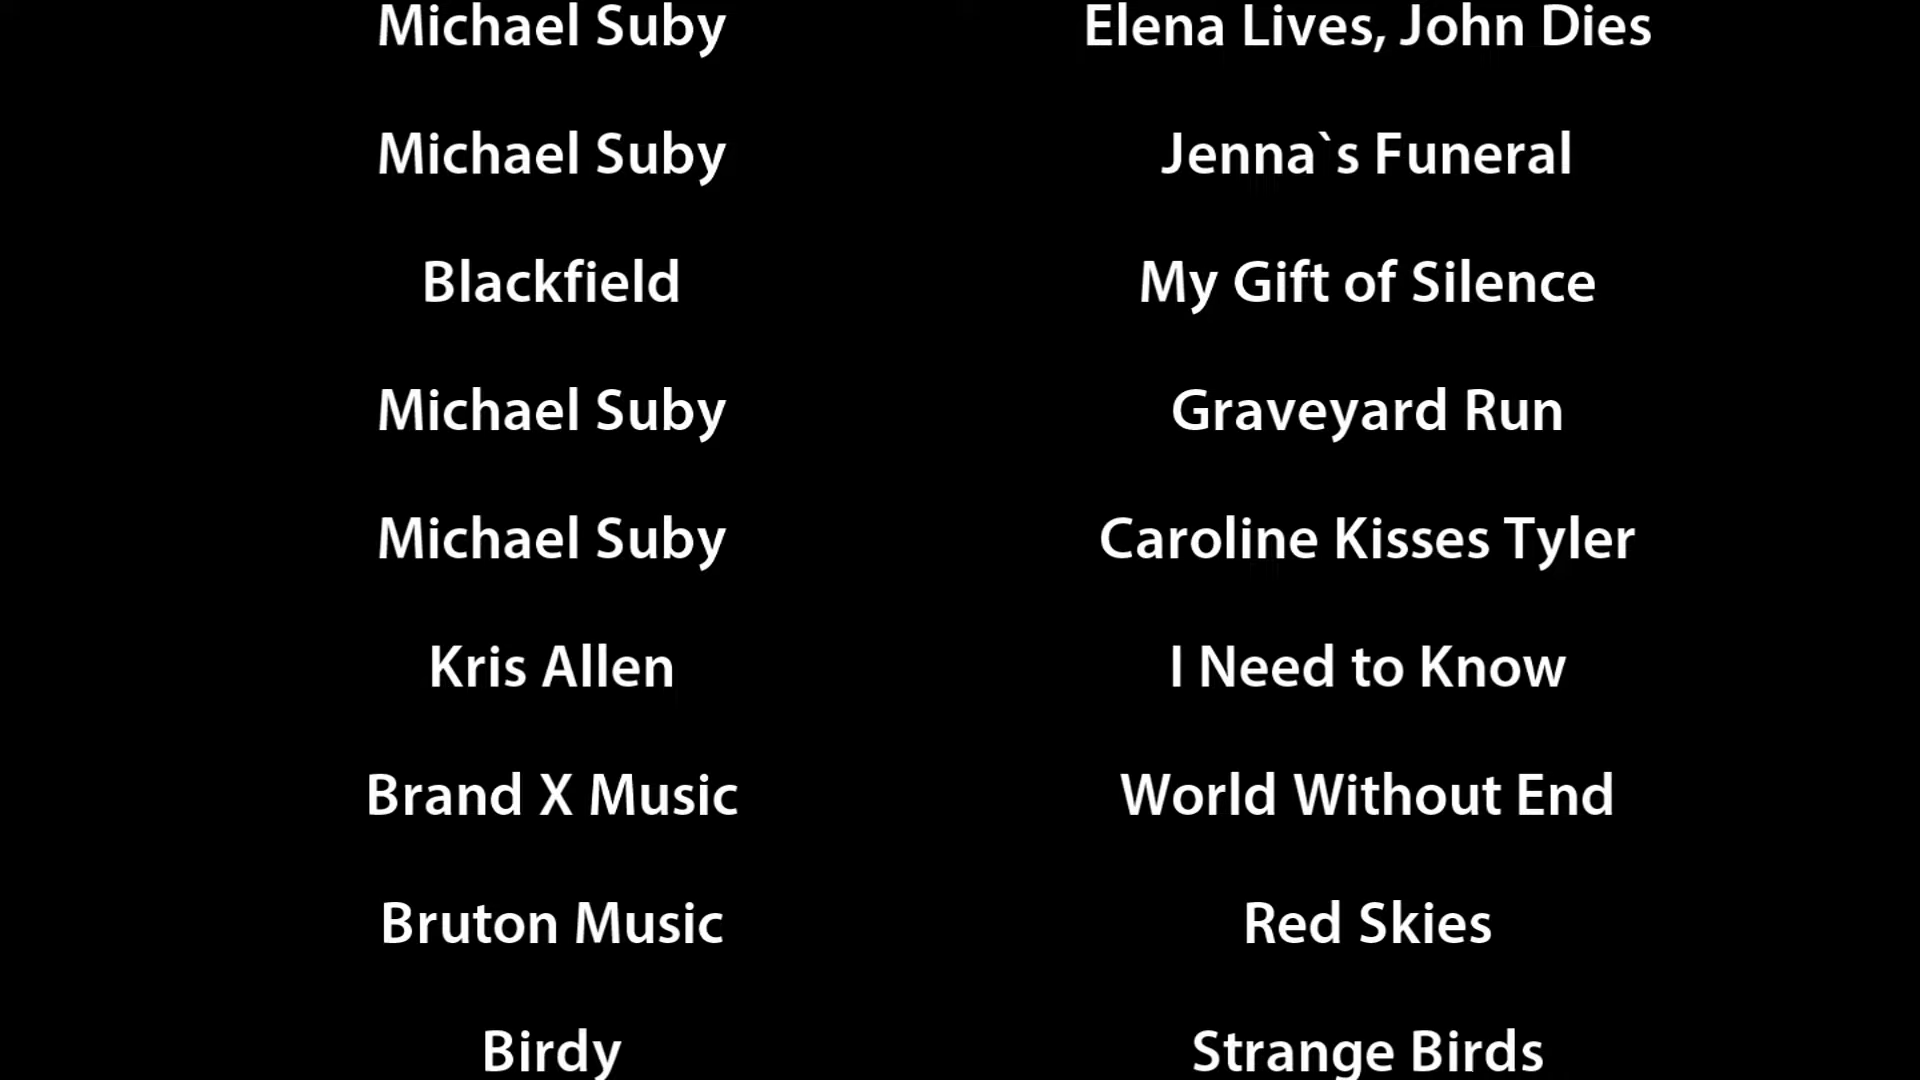 Michael Suby Elena Lives, John Dies
Michael Suby Jenna`s Funeral
Blackfield My Gift of Silence
Michael Suby Graveyard Run
Michael Suby Caroline Kisses Tyler
Kris Allen I Need to Know
Brand X Music World Without End
Bruton Music Red Skies
Birdy Strange Birds